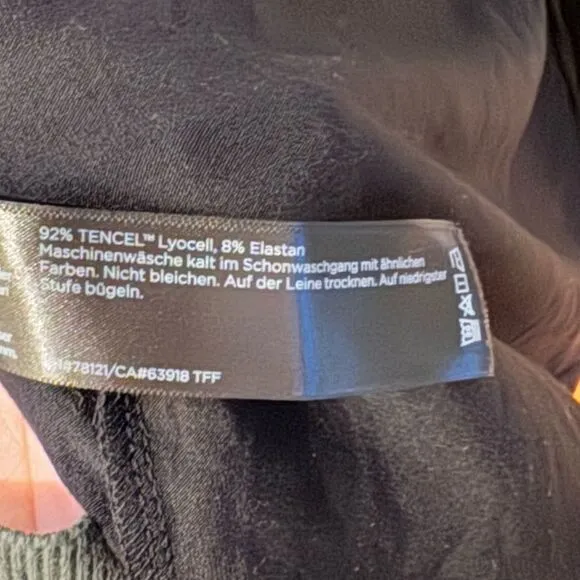 92% TENCEL™ Lyocell, 8% Elastan
Maschinenwäsche kalt im Schonwaschgang mit ähnlichen
Farben. Nicht bleichen. Auf der Leine trocknen. Auf niedrigster
Stufe bügeln.
#78121/CA#63918 TFF